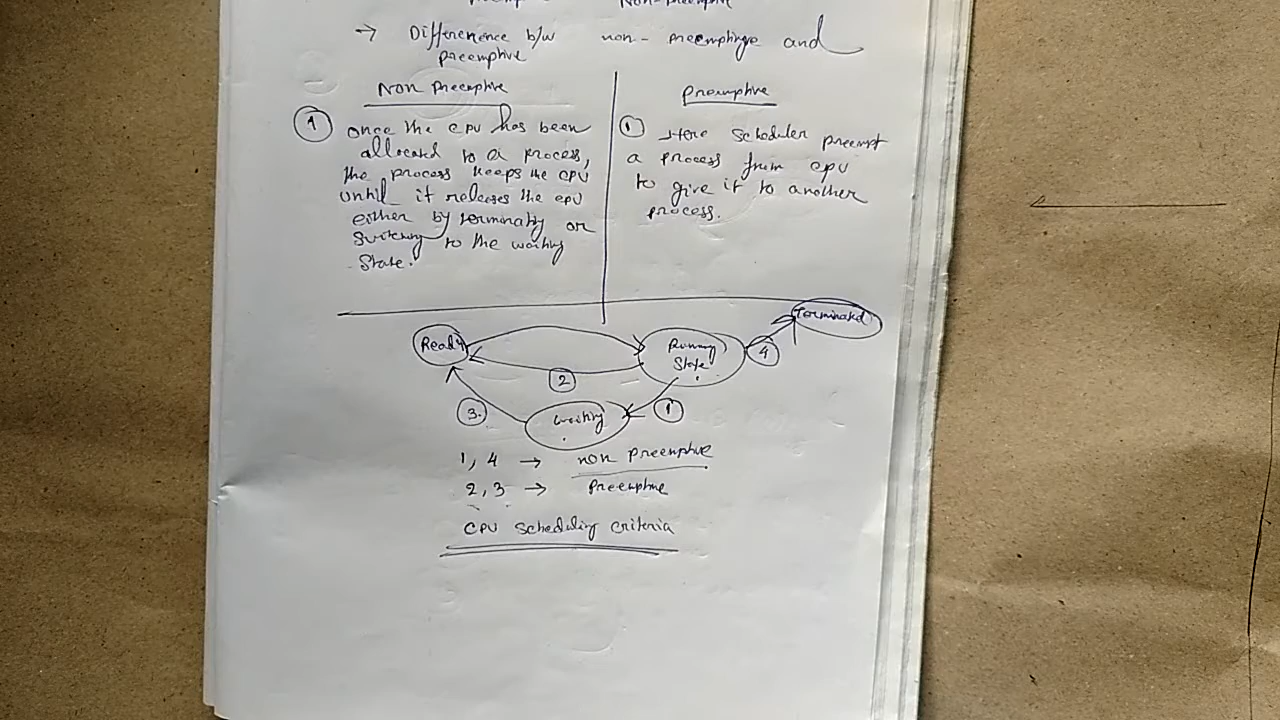 Non-Preemptive
→ Difference b/w non-preemptive and
preemptive
Non Preemptive
1 once the cpu has been
allocated to a process,
the process keeps the cpu
until it releases the cpu
either by terminating or
switching to the waiting
state.
Preemptive
1 Here scheduler preempt
a process from cpu
to give it to another
process.
Ready
Running
State
Terminated
4
2
3.
waiting
1
1, 4 → non preemptive
2, 3 → Preemptive
CPU scheduling criteria